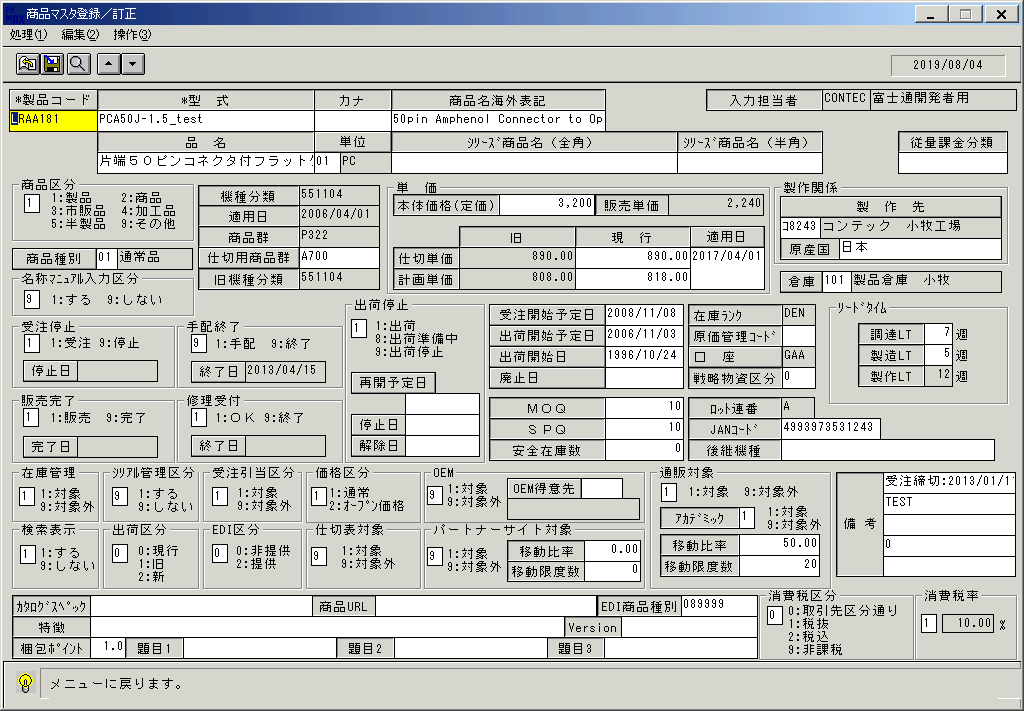 商品マスタ登録／訂正
処理(1) 編集(2) 操作(3)
2019/08/04
*製品コード *型　式 カナ 商品名海外表記 入力担当者 CONTEC 富士通開発者用
LRAA181 PCA50J-1.5_test 50pin Amphenol Connector to Op
品　名 単位 ｼﾘｰｽﾞ商品名（全角） ｼﾘｰｽﾞ商品名（半角） 従量課金分類
片端５０ピンコネクタ付フラットケ 01 PC
商品区分
1 1:製品 2:商品
3:市販品 4:加工品
5:半製品 9:その他
商品種別 01 通常品
名称ﾏﾆｭｱﾙ入力区分
9 1:する 9:しない
機種分類 551104
適用日 2006/04/01
商品群 P322
仕切用商品群 A700
旧機種分類 551104
単　価
本体価格(定価) 3,200 販売単価 2,240
旧 現　行 適用日
仕切単価 890.00 890.00 2017/04/01
計画単価 808.00 818.00
製作関係
製　作　先
ｺ8243 コンテック　小牧工場
原産国 日本
倉庫 101 製品倉庫　小牧
受注停止
1 1:受注 9:停止
停止日
手配終了
9 1:手配 9:終了
終了日 2013/04/15
販売完了
1 1:販売 9:完了
完了日
修理受付
1 1:ＯＫ 9:終了
終了日
出荷停止
1 1:出荷
8:出荷準備中
9:出荷停止
再開予定日
停止日
解除日
受注開始予定日 2008/11/08
出荷開始予定日 2006/11/03
出荷開始日 1996/10/24
廃止日
ＭＯＱ 10
ＳＰＱ 10
安全在庫数 0
在庫ﾗﾝｸ DEN
原価管理ｺｰﾄﾞ
口　座 GAA
戦略物資区分 0
ﾛｯﾄ連番 A
JANｺｰﾄﾞ 4993973531243
後継機種
ﾘｰﾄﾞﾀｲﾑ
調達LT 7 週
製造LT 5 週
製作LT 12 週
在庫管理
1 1:対象
9:対象外
ｼﾘｱﾙ管理区分
9 1:する
9:しない
受注引当区分
1 1:対象
9:対象外
価格区分
1 1:通常
2:ｵｰﾌﾟﾝ価格
OEM
9 1:対象
9:対象外
OEM得意先
通販対象
1 1:対象 9:対象外
ｱｶﾃﾞﾐｯｸ 1 1:対象
9:対象外
移動比率 50.00
移動限度数 20
備 考 受注締切:2013/01/11
TEST
0
検索表示
1 1:する
9:しない
出荷区分
0 0:現行
1:旧
2:新
EDI区分
0 0:非提供
2:提供
仕切表対象
9 1:対象
9:対象外
パートナーサイト対象
9 1:対象
9:対象外
移動比率 0.00
移動限度数 0
ｶﾀﾛｸﾞｽﾍﾟｯｸ 商品URL EDI商品種別 089999
特徴 Version
梱包ﾎﾟｲﾝﾄ 1.0 題目1 題目2 題目3
消費税区分
0 0:取引先区分通り
1:税抜
2:税込
9:非課税
消費税率
1 10.00 %
メニューに戻ります。